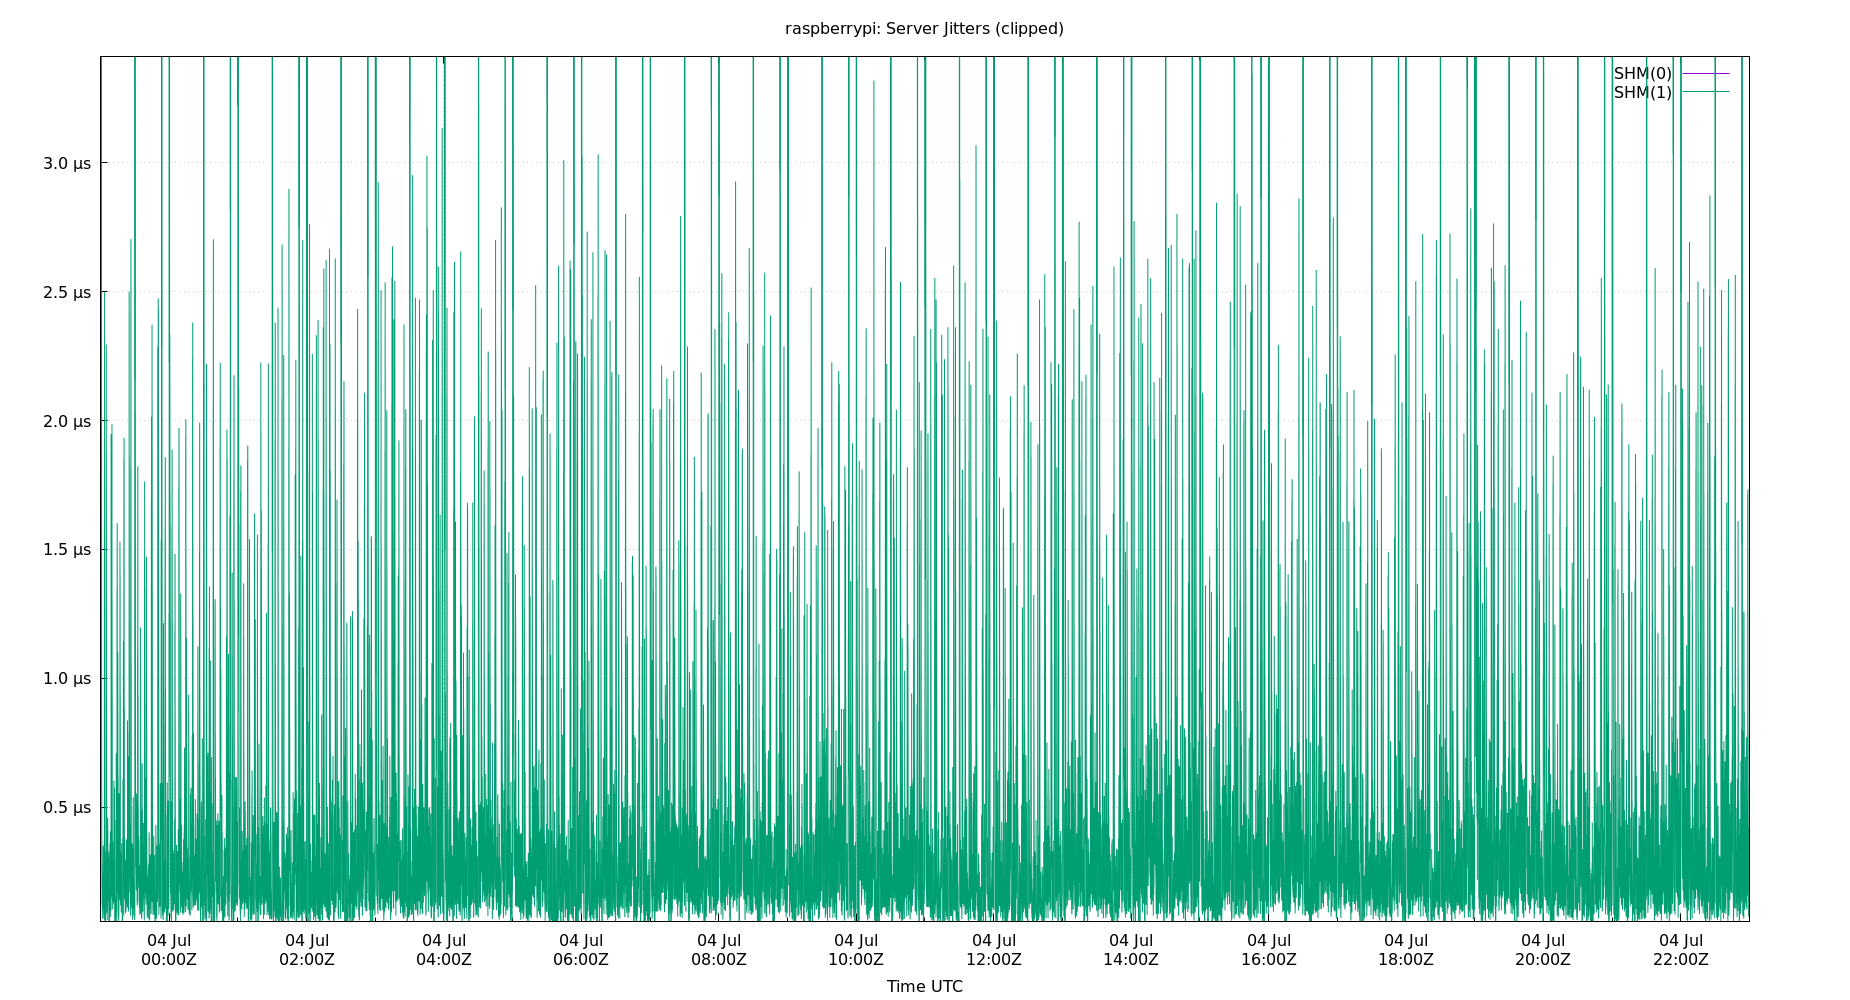 raspberrypi: Server Jitters (clipped)
SHM(0)
SHM(1)
3.0 µs
2.5 µs
2.0 µs
1.5 µs
1.0 µs
0.5 µs
04 Jul 04 Jul 04 Jul 04 Jul 04 Jul 04 Jul 04 Jul 04 Jul 04 Jul 04 Jul 04 Jul 04 Jul
00:00Z 02:00Z 04:00Z 06:00Z 08:00Z 10:00Z 12:00Z 14:00Z 16:00Z 18:00Z 20:00Z 22:00Z
Time UTC